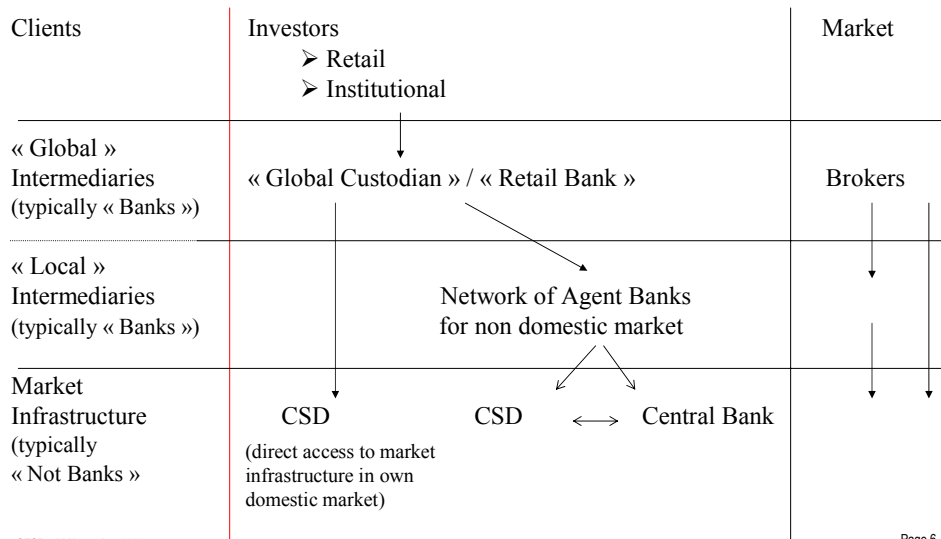 Clients
Investors
Market
➢ Retail
➢ Institutional
« Global »
Intermediaries
(typically « Banks »)
« Global Custodian » / « Retail Bank »
Brokers
« Local »
Intermediaries
(typically « Banks »)
Network of Agent Banks
for non domestic market
Market
Infrastructure
(typically
« Not Banks »
CSD
(direct access to market
infrastructure in own
domestic market)
CSD
Central Bank
Page 6